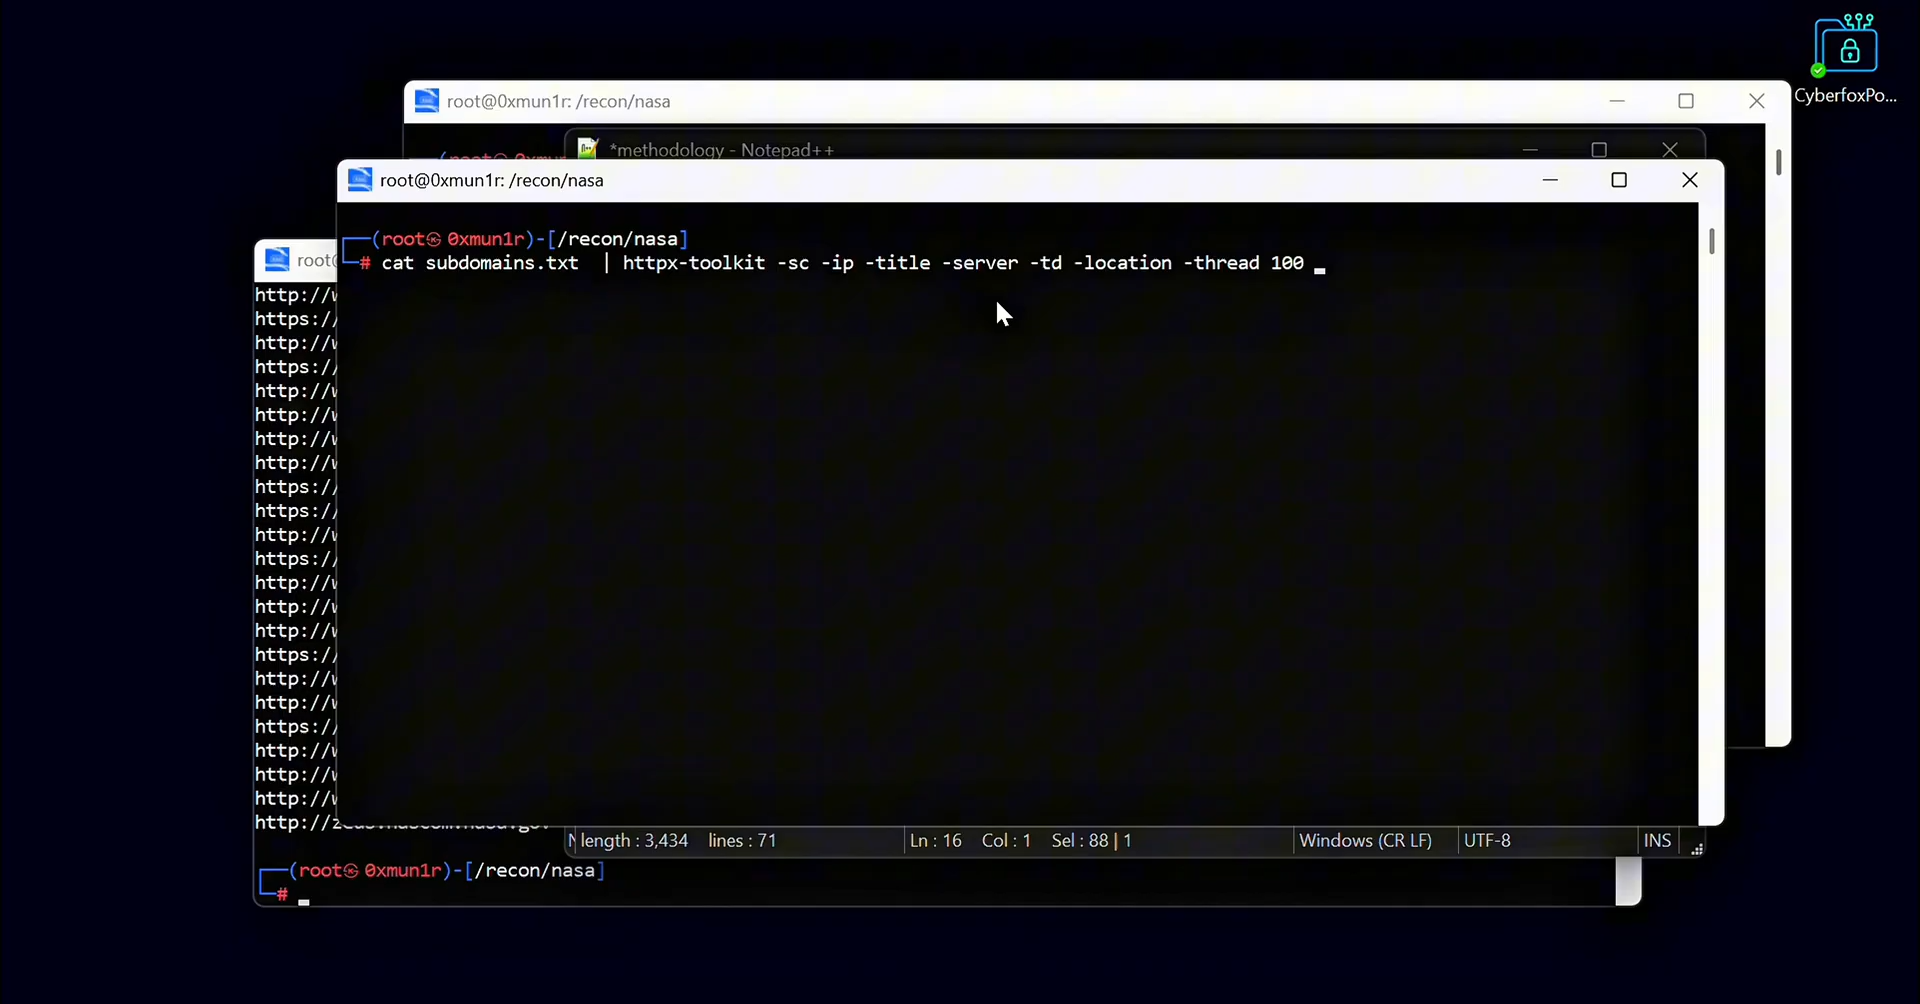 CyberfoxPo...
root@0xmun1r: /recon/nasa
*methodology - Notepad++
root@0xmun1r: /recon/nasa
┌──(root㉿0xmun1r)-[/recon/nasa]
└─# cat subdomains.txt  | httpx-toolkit -sc -ip -title -server -td -location -thread 100
http://
https://
http://
https://
http://
http://
http://
http://
https://
https://
http://
https://
http://
http://
http://
https://
http://
http://
https://
http://
http://
http://
length : 3,434 lines : 71 Ln : 16 Col : 1 Sel : 88 | 1 Windows (CR LF) UTF-8 INS
┌──(root㉿0xmun1r)-[/recon/nasa]
└─#